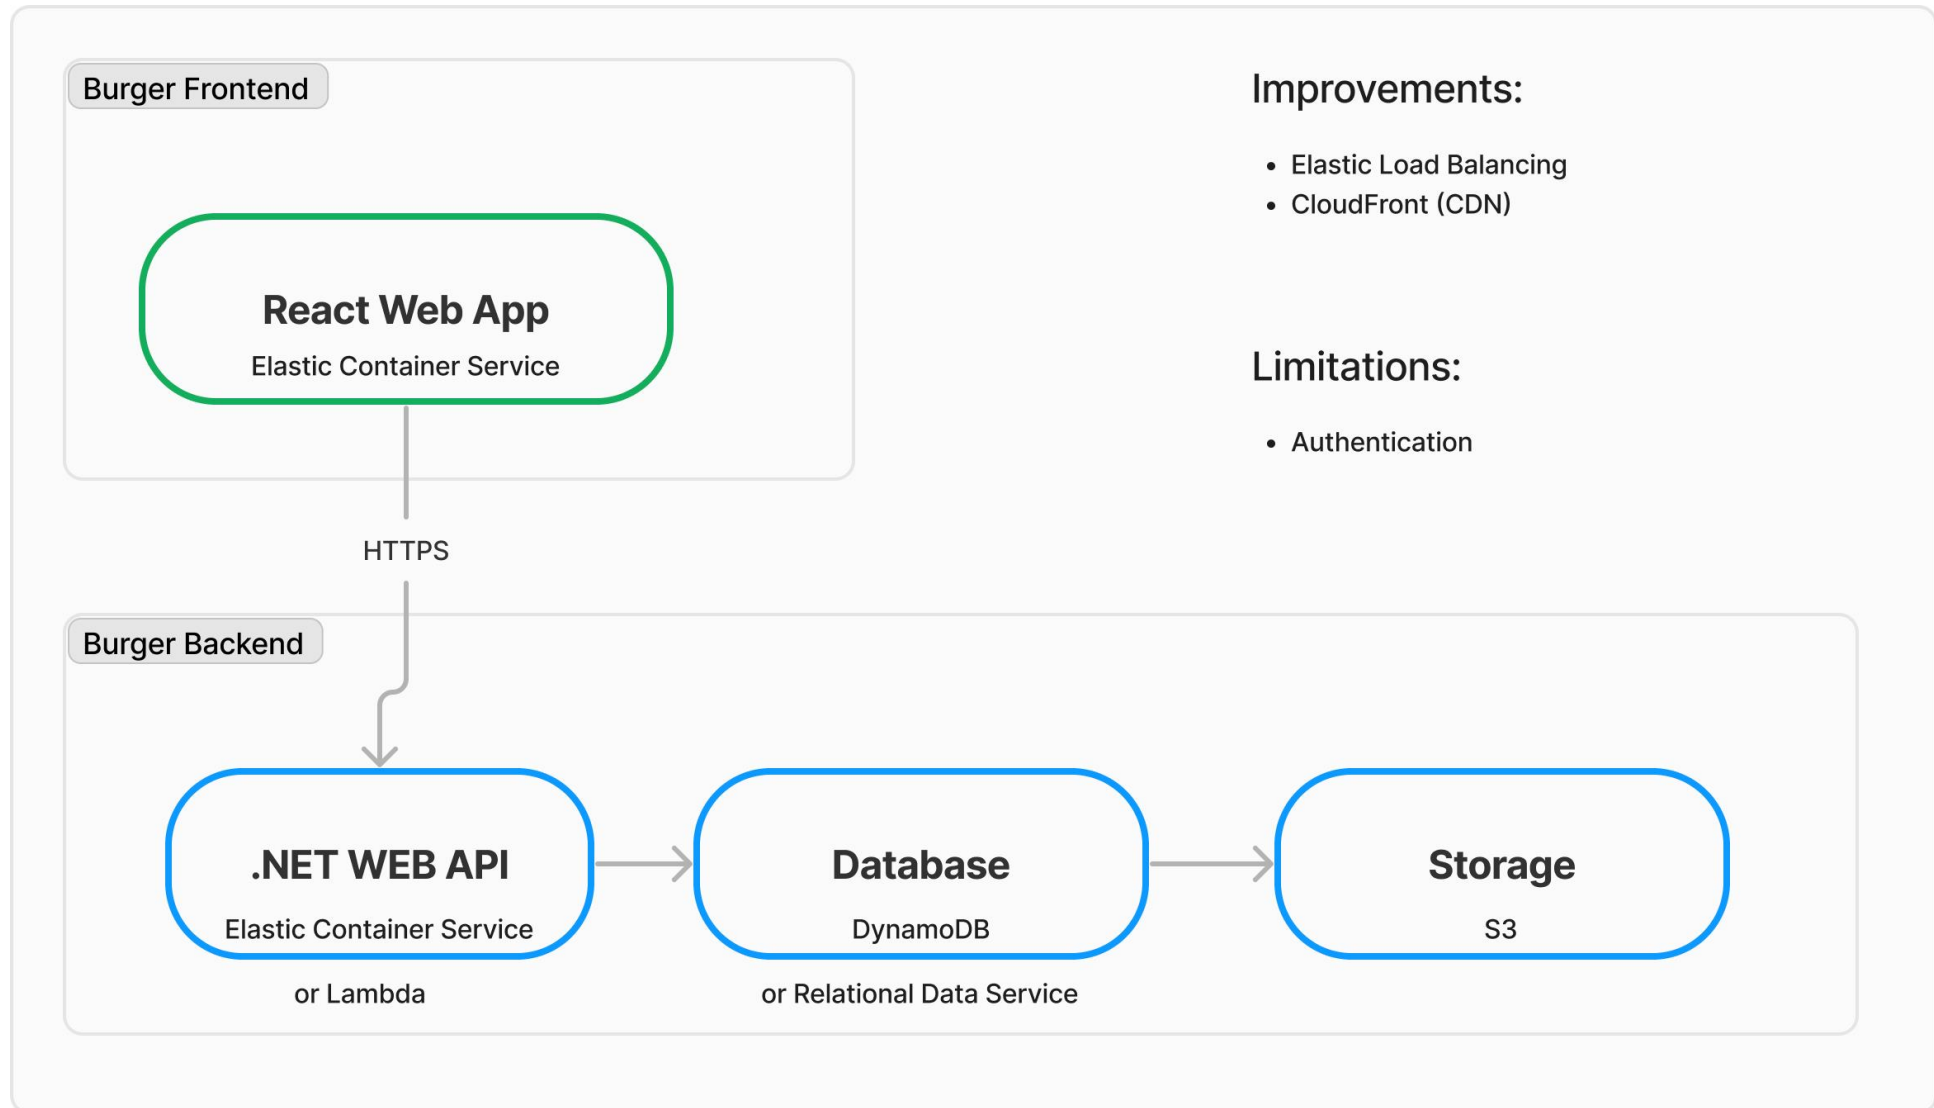 Burger Frontend
React Web App
Elastic Container Service
HTTPS
Improvements:
• Elastic Load Balancing
• CloudFront (CDN)
Limitations:
• Authentication
Burger Backend
.NET WEB API
Elastic Container Service
or Lambda
Database
DynamoDB
or Relational Data Service
Storage
S3